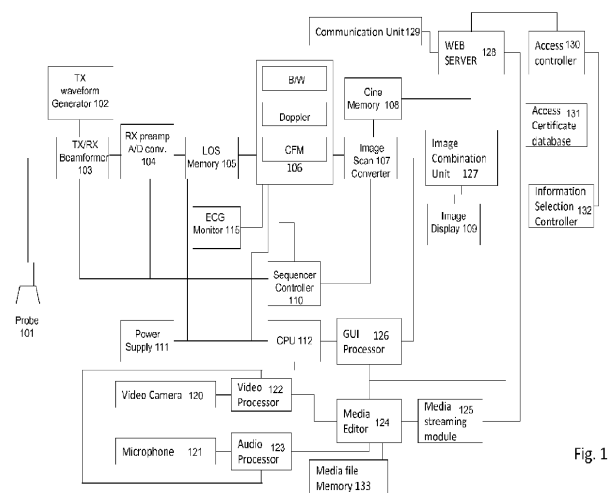 Communication Unit 129
WEB
SERVER 128
Access 130
controller
TX
waveform
Generator 102
B/W
Doppler
CFM
106
Cine
Memory 108
Access 131
Certificate
database
TX/RX
Beamformer
103
RX preamp
A/D conv.
104
LOS
Memory 105
Image
Scan 107
Converter
Image
Combination
Unit
127
Information
Selection
Controller
132
ECG
Monitor 115
Image
Display 109
Sequencer
Controller
110
Probe
101
Power
Supply 111
CPU 112
GUI 126
Processor
Video Camera 120
Video 122
Processor
Media
Editor
124
Media 125
streaming
module
Microphone 121
Audio 123
Processor
Media file
Memory 133
Fig. 1